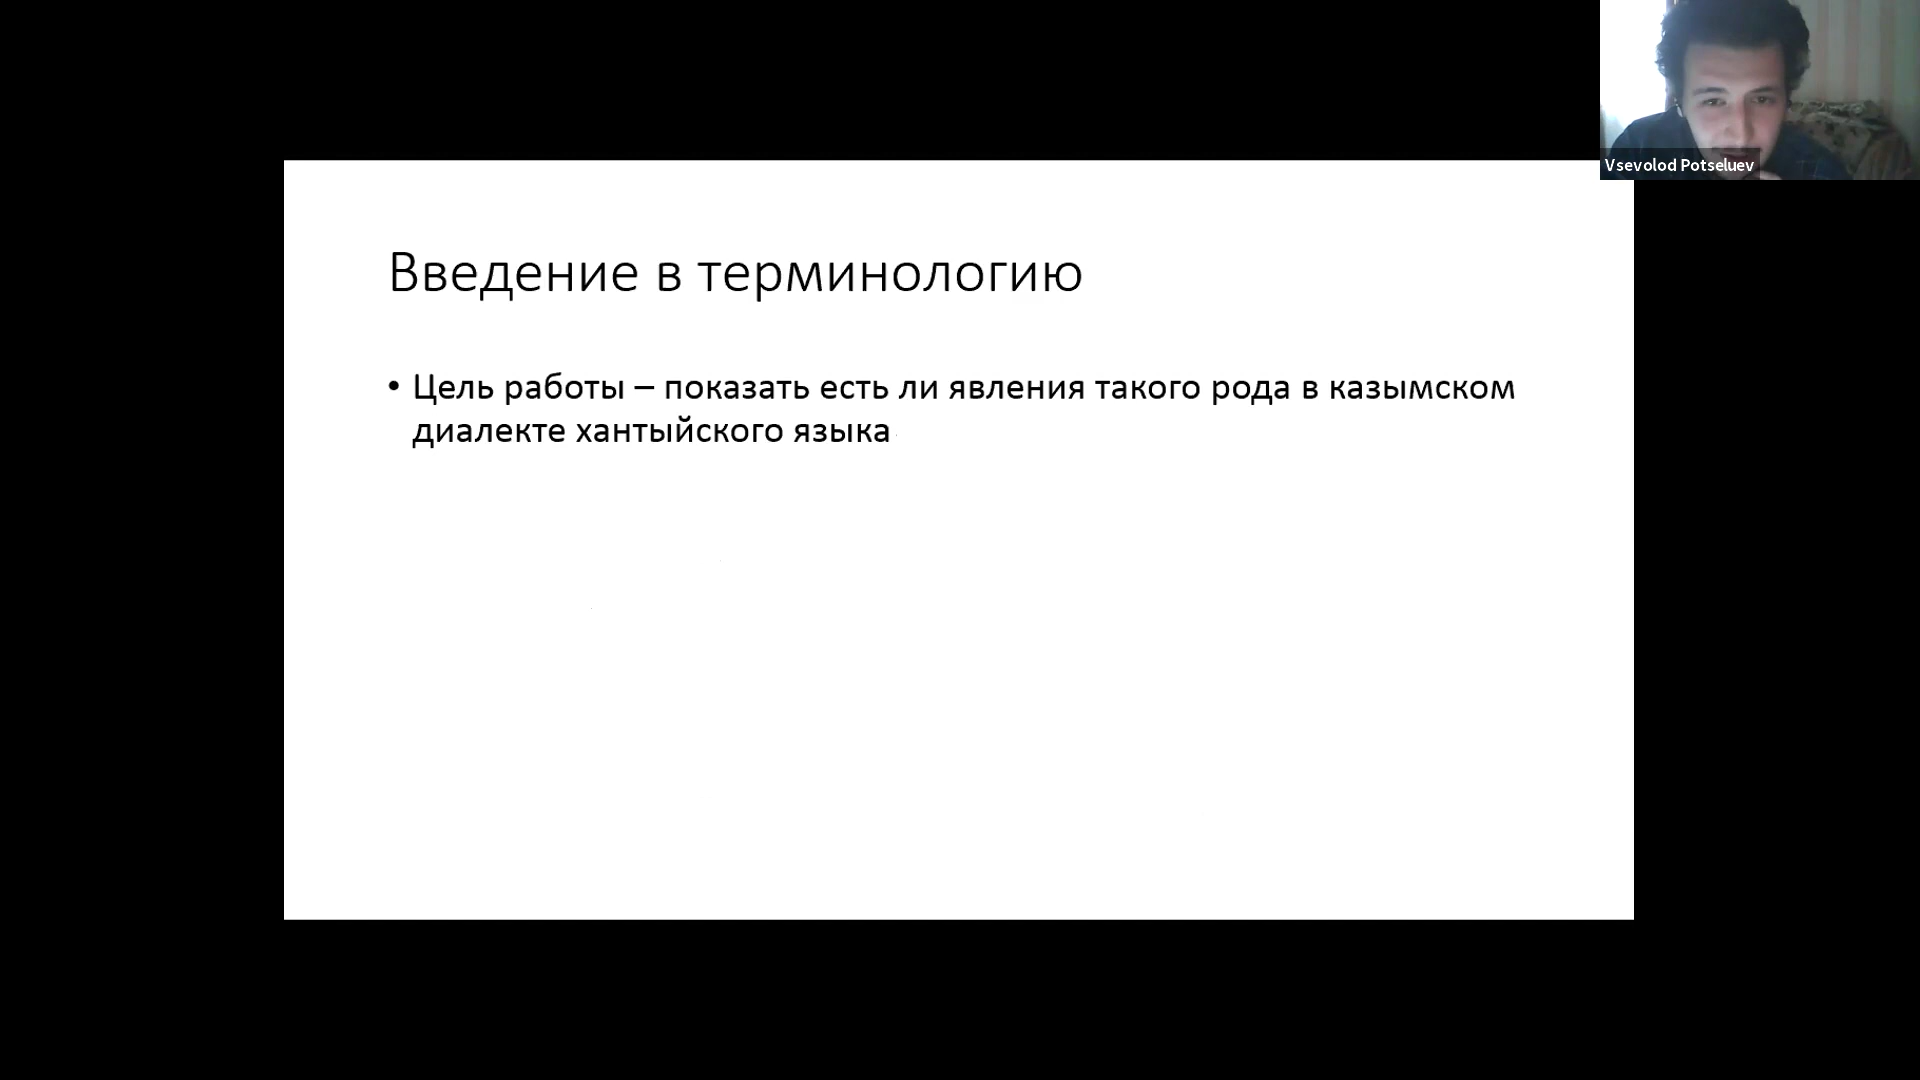 Vsevolod Potseluev
Введение в терминологию
• Цель работы – показать есть ли явления такого рода в казымском
диалекте хантыйского языка